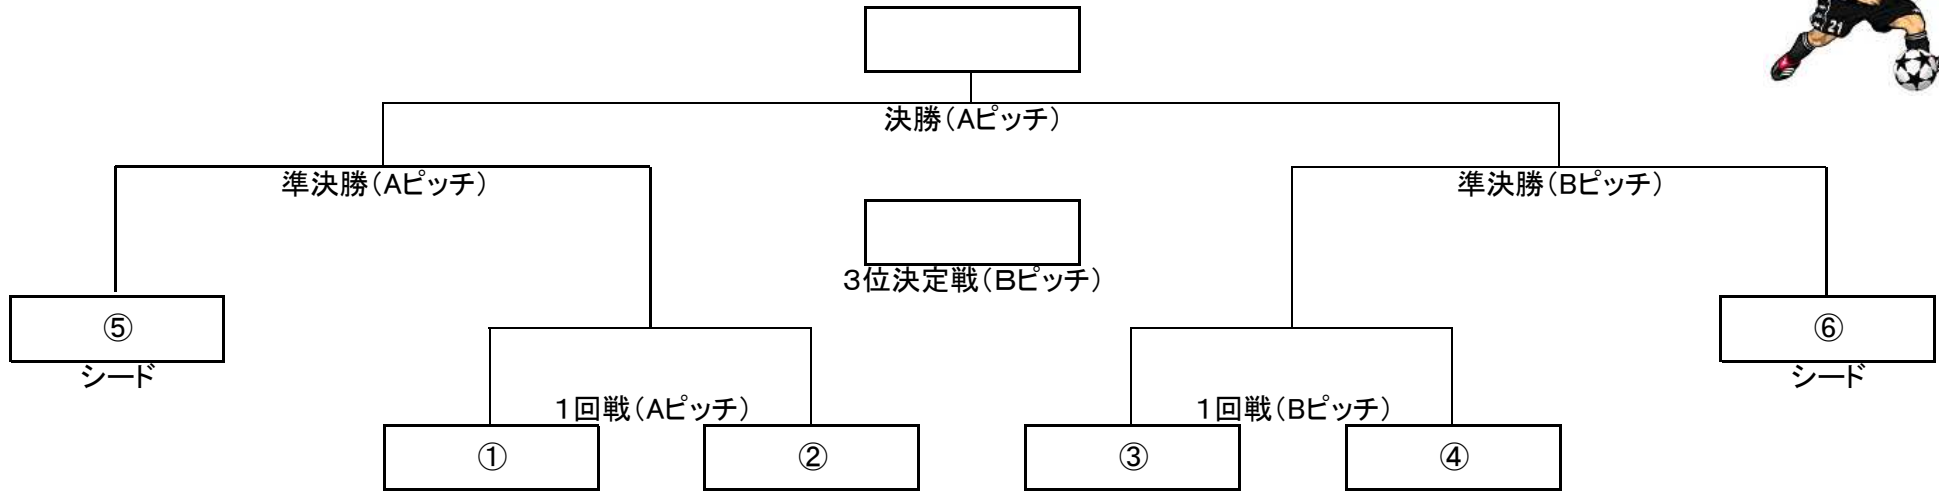 21
決勝（Aピッチ）
準決勝（Aピッチ）
準決勝（Bピッチ）
３位決定戦（Bピッチ）
⑤
⑥
シード
シード
１回戦（Aピッチ）
１回戦（Bピッチ）
①
②
③
④